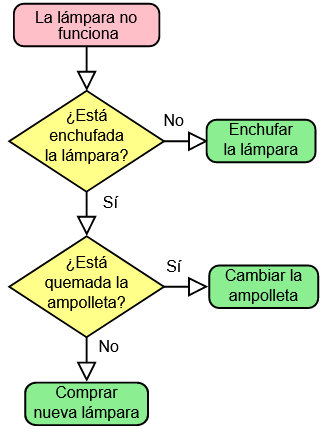 La lámpara no
funciona
¿Está
enchufada
la lámpara?
No
Enchufar
la lámpara
Sí
¿Está
quemada la
ampolleta?
Sí
Cambiar la
ampolleta
No
Comprar
nueva lámpara